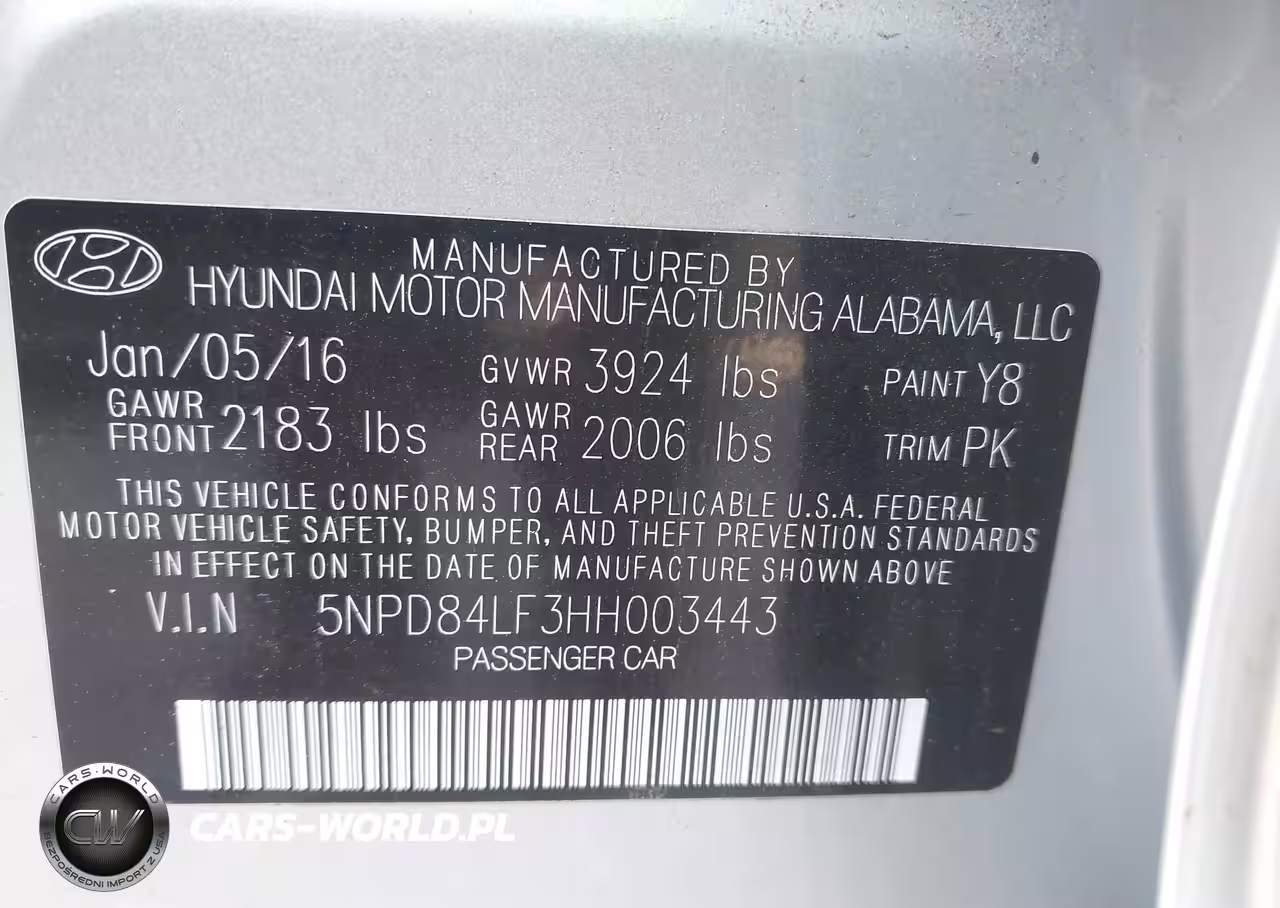 MANUFACTURED BY
HYUNDAI MOTOR MANUFACTURING ALABAMA, LLC
Jan/05/16 GVWR 3924 lbs PAINT Y8
GAWR FRONT 2183 lbs GAWR REAR 2006 lbs TRIM PK
THIS VEHICLE CONFORMS TO ALL APPLICABLE U.S.A. FEDERAL
MOTOR VEHICLE SAFETY, BUMPER, AND THEFT PREVENTION STANDARDS
IN EFFECT ON THE DATE OF MANUFACTURE SHOWN ABOVE
V.I.N 5NPD84LF3HH003443
PASSENGER CAR
CARS-WORLD
CW
BEZPOŚREDNI IMPORT Z USA
CARS-WORLD.PL